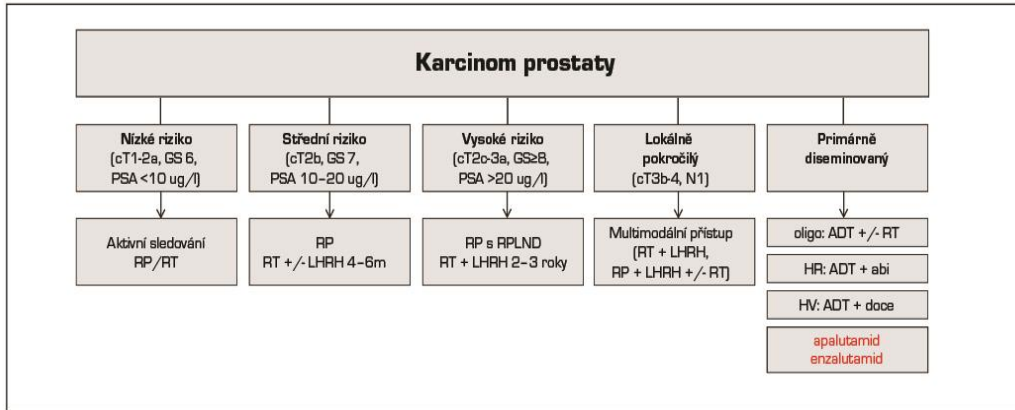 Karcinom prostaty
Nízké riziko
(cT1-2a, GS 6,
PSA <10 ug/l)
Střední riziko
(cT2b, GS 7,
PSA 10–20 ug/l)
Vysoké riziko
(cT2c-3a, GS≥8,
PSA >20 ug/l)
Lokálně
pokročilý
(cT3b-4, N1)
Primárně
diseminovaný
Aktivní sledování
RP/RT
RP
RT +/- LHRH 4–6m
RP s RPLND
RT + LHRH 2–3 roky
Multimodální přístup
(RT + LHRH,
RP + LHRH +/- RT)
oligo: ADT +/- RT
HR: ADT + abi
HV: ADT + doce
apalutamid
enzalutamid